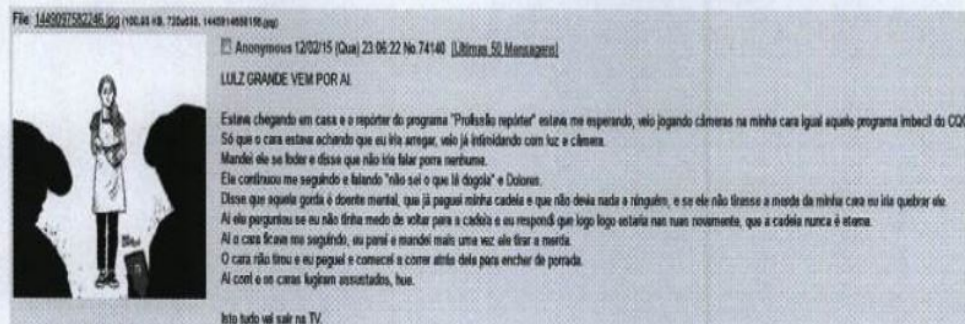 File: 1449097582246.jpg (100.93 KB, 720x638, 1445914659156.jpg)
Anonymous 12/02/15 (Qua) 23:06:22 No.74140 [Últimas 50 Mensagens]
LULZ GRANDE VEM POR AI.
Estava chegando em casa e o repórter do programa "Profissão repórter" estava me esperando, veio jogando câmeras na minha cara igual aquele programa imbecil do CQC
Só que o cara estava achando que eu iria arregar, veio já intimidando com luz e câmera.
Mandei ele se foder e disse que não iria falar porra nenhuma.
Ele continuou me seguindo e falando "não sei o que lá dogola" e Dolores.
Disse que aquela gorda é doente mental, que já paguei minha cadeia e que não devia nada a ninguém, e se ele não tirasse a merda da minha cara eu iria quebrar ele.
Aí ele perguntou se eu não tinha medo de voltar para a cadeia e eu respondi que logo logo estaria nas ruas novamente, que a cadeia nunca é eterna.
Aí o cara ficava me seguindo, eu parei e mandei mais uma vez ele tirar a merda.
O cara não tirou e eu peguei e comecei a correr atrás dele para encher de porrada.
Aí corri e os caras fugiram assustados, hue.
Isto tudo vai sair na TV.